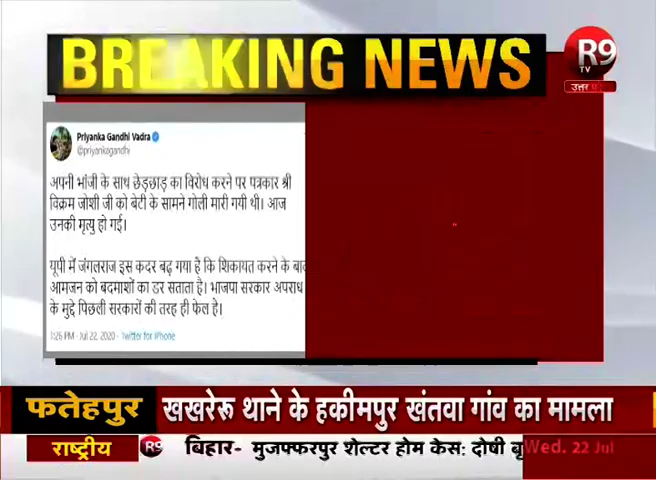 BREAKING NEWS
R9
TV
उत्तर
Priyanka Gandhi Vadra
@priyankagandhi
अपनी भांजी के साथ छेड़छाड़ का विरोध करने पर पत्रकार श्री
विक्रम जोशी जी को बेटी के सामने गोली मारी गयी थी। आज
उनकी मृत्यु हो गई।
यूपी में जंगलराज इस कदर बढ़ गया है कि शिकायत करने के बाद
आमजन को बदमाशों का डर सताता है। भाजपा सरकार अपराध
के मुद्दे पिछली सरकारों की तरह ही फेल है।
1:26 PM · Jul 22, 2020 · Twitter for iPhone
फतेहपुर खखरेरू थाने के हकीमपुर खंतवा गांव का मामला
राष्ट्रीय R9 बिहार- मुजफ्फरपुर शेल्टर होम केस: दोषी Wed. 22 Jul